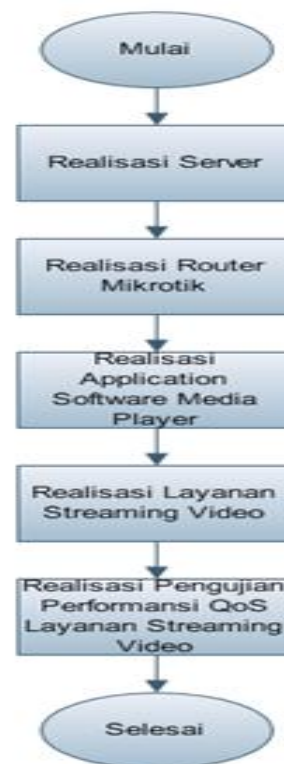 Mulai
Realisasi Server
Realisasi Router
Mikrotik
Realisasi
Application
Software Media
Player
Realisasi Layanan
Streaming Video
Realisasi Pengujian
Performansi QoS
Layanan Streaming
Video
Selesai